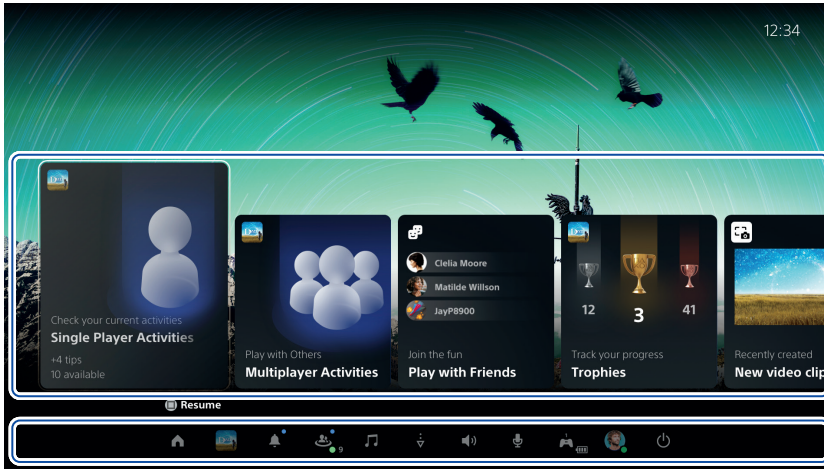 12:34
Check your current activities
Single Player Activities
+4 tips
10 available
Play with Others
Multiplayer Activities
Clelia Moore
Matilde Willson
JayP8900
Join the fun
Play with Friends
12
3
41
Track your progress
Trophies
Recently created
New video clip
Resume
9